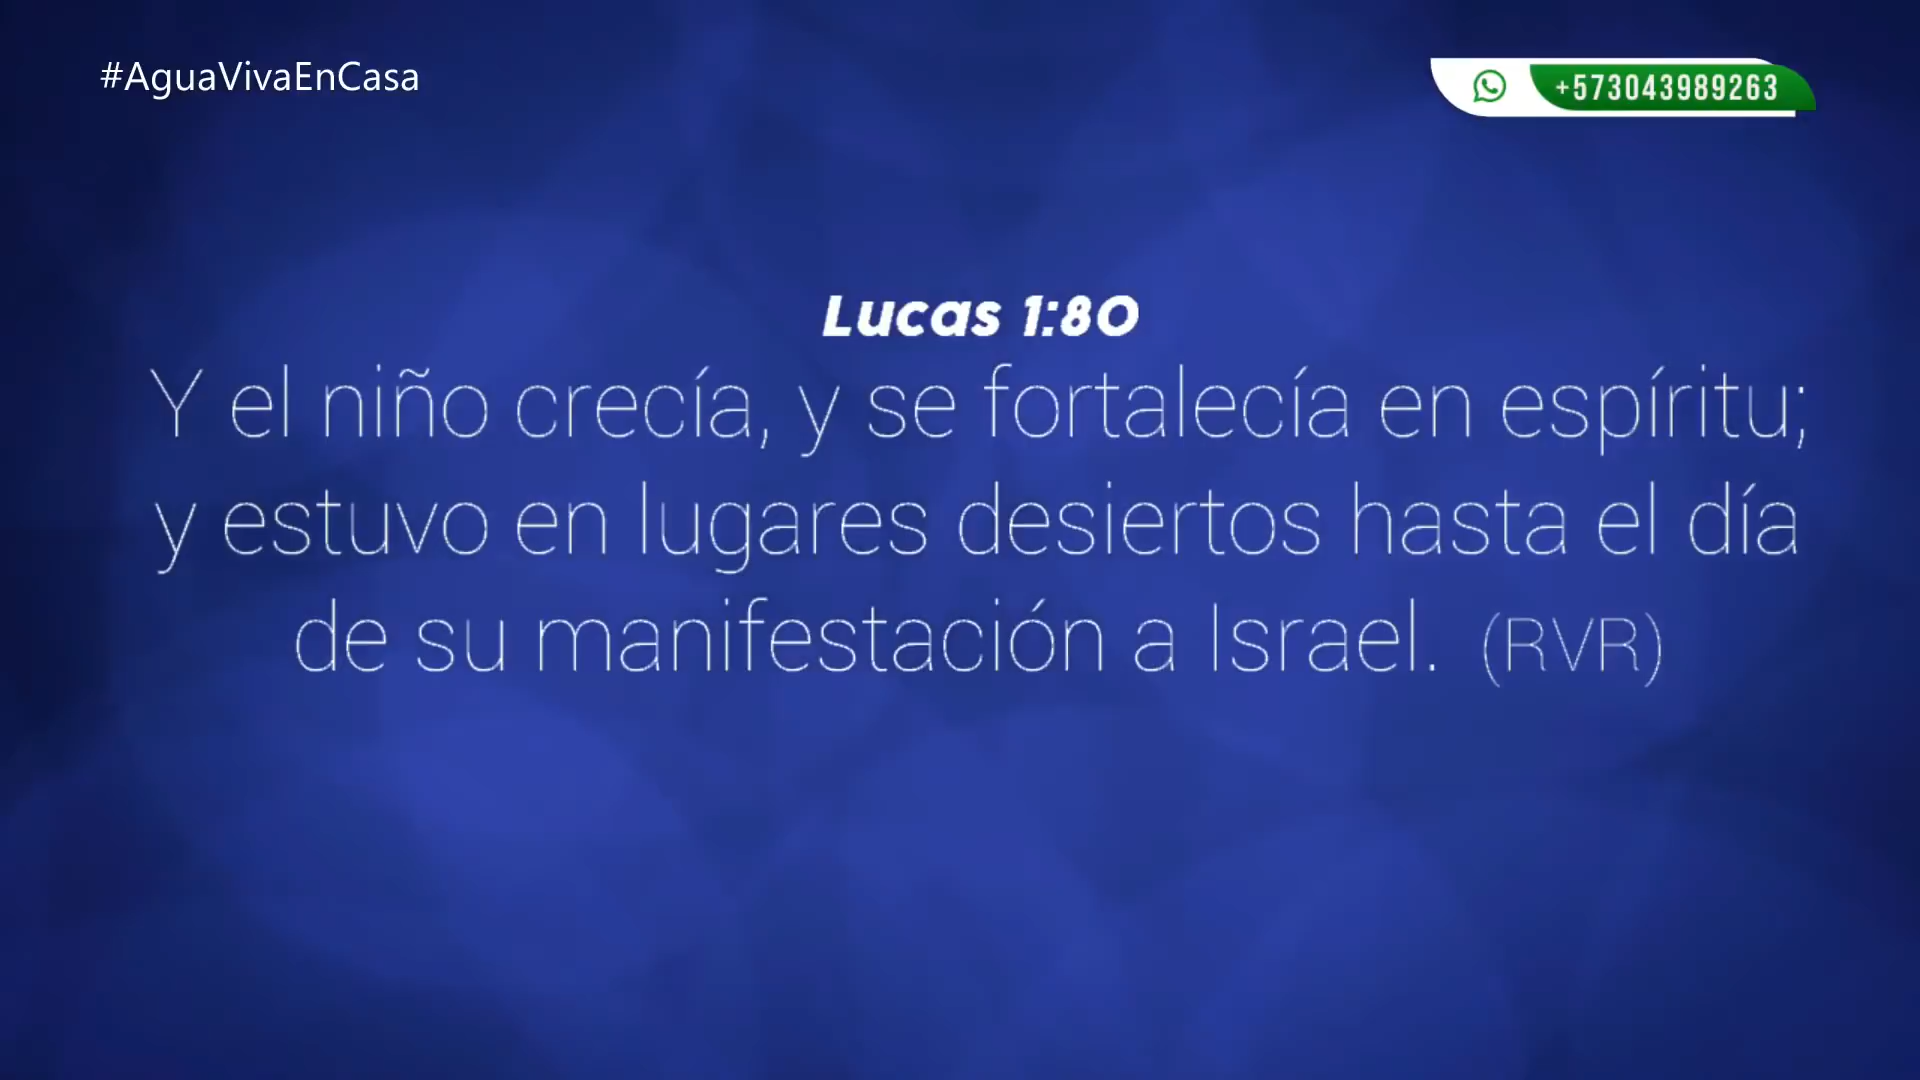 #AguaVivaEnCasa
+573043989263
Lucas 1:80
Y el niño crecía, y se fortalecía en espíritu;
y estuvo en lugares desiertos hasta el día
de su manifestación a Israel. (RVR)